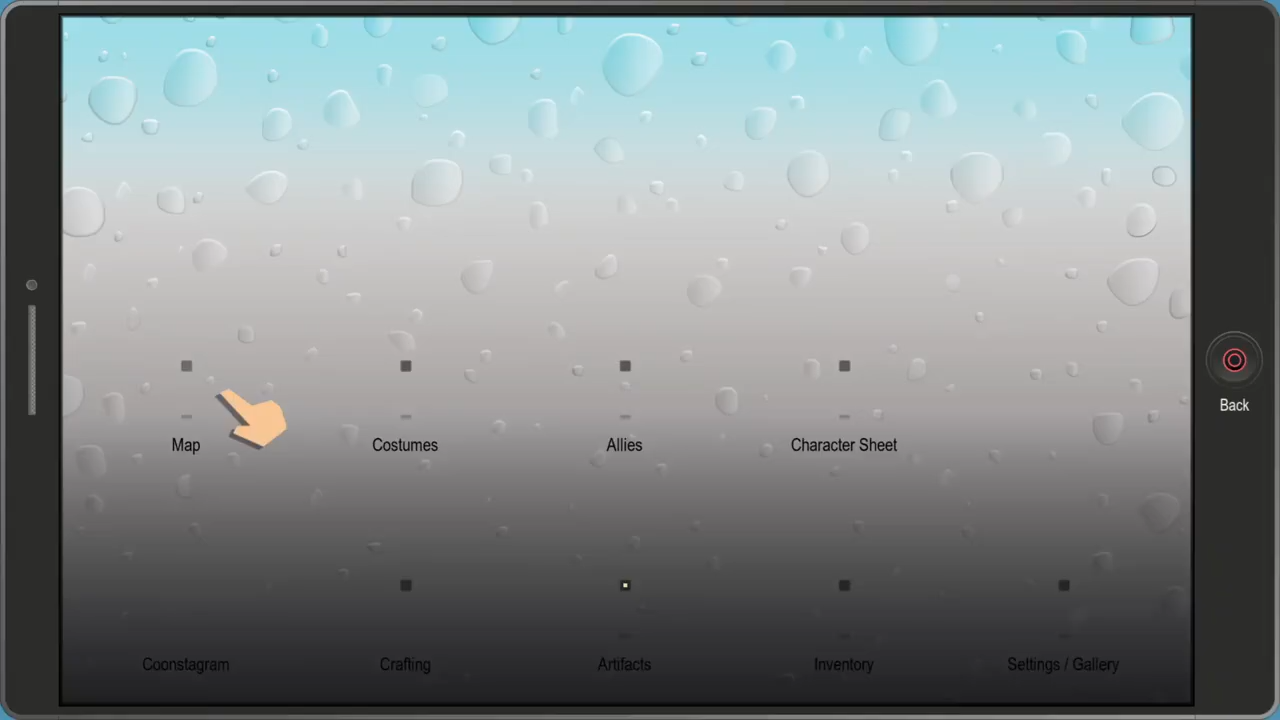 Back
Map
Costumes
Allies
Character Sheet
Coonstagram
Crafting
Artifacts
Inventory
Settings / Gallery